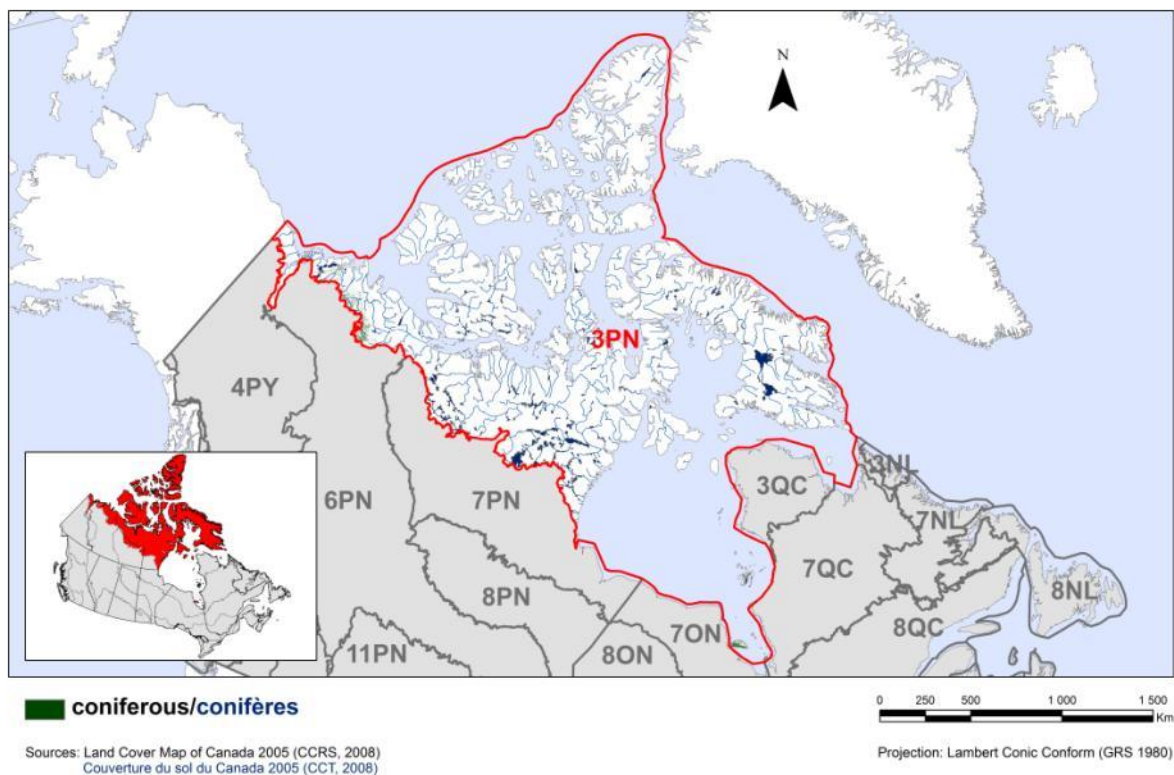 N
3PN
4PY
3QC
3NL
6PN
7PN
7NL
7QC
8PN
8NL
7ON
8QC
11PN
8ON
coniferous/conifères
0 250 500 1 000 1 500
Km
Sources: Land Cover Map of Canada 2005 (CCRS, 2008)
Couverture du sol du Canada 2005 (CCT, 2008)
Projection: Lambert Conic Conform (GRS 1980)